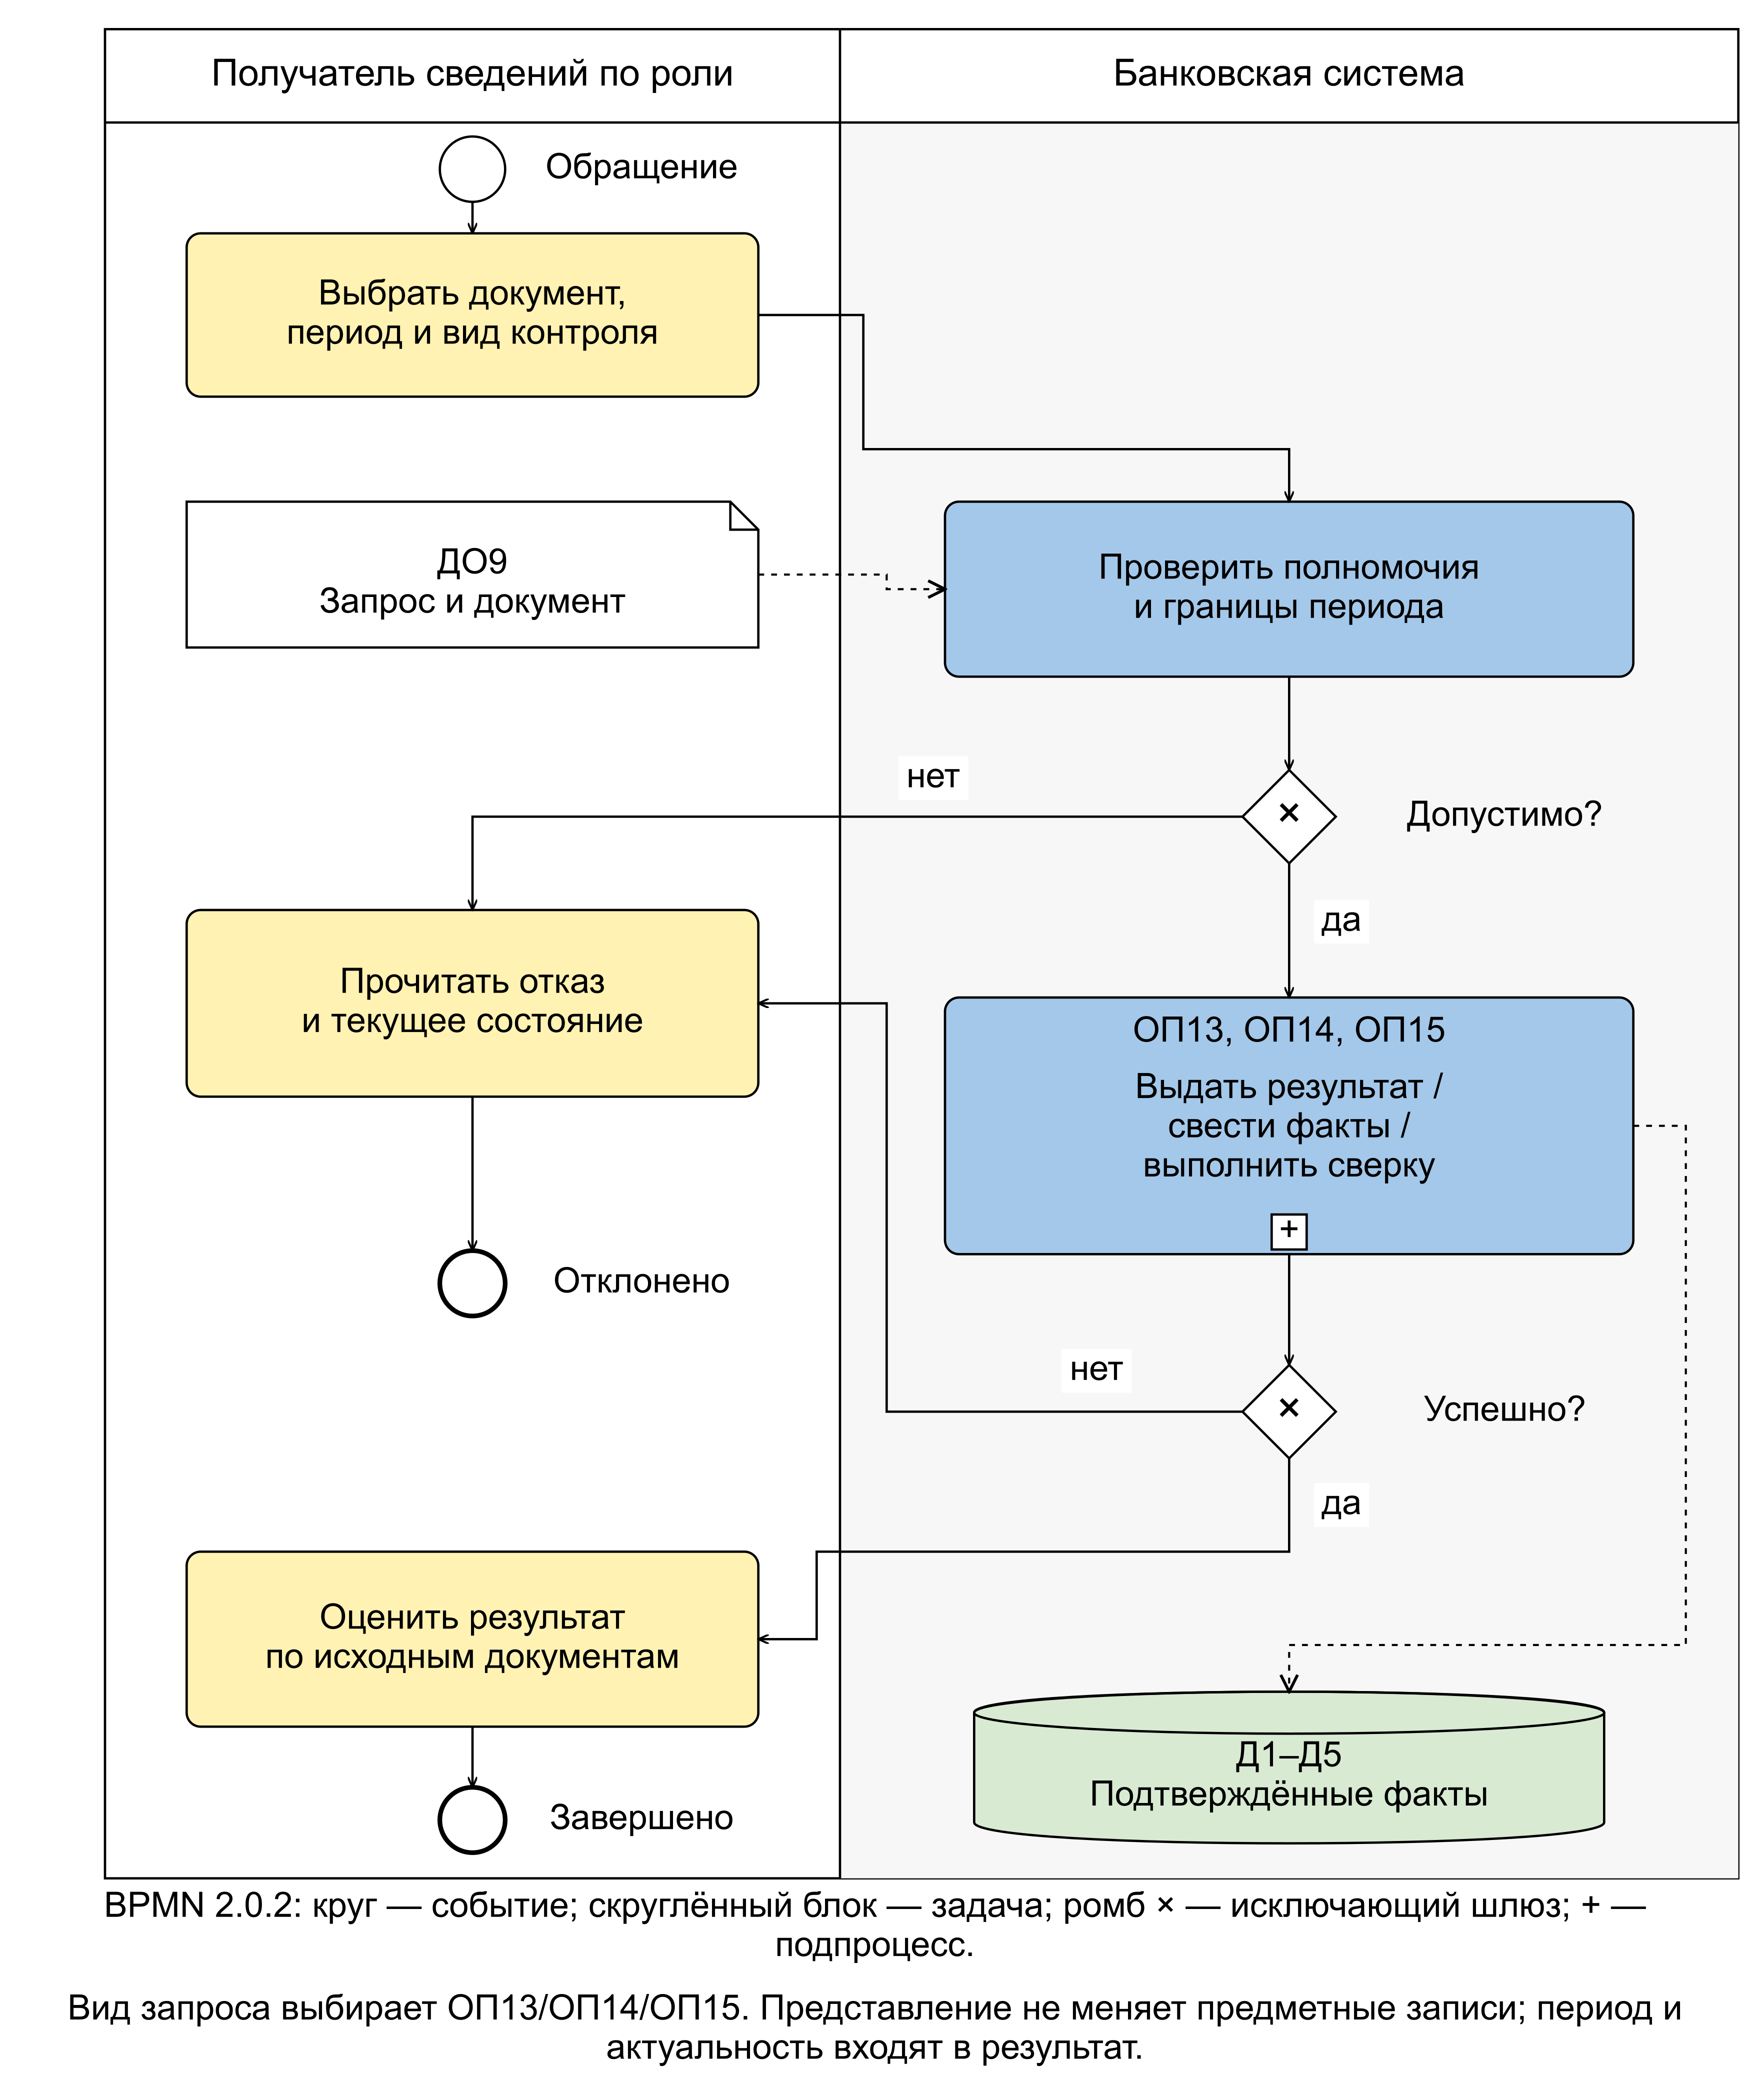 Получатель сведений по роли
Банковская система
Обращение
Выбрать документ,
период и вид контроля
ДО9
Запрос и документ
Проверить полномочия
и границы периода
нет
×
Допустимо?
да
Прочитать отказ
и текущее состояние
ОП13, ОП14, ОП15
Выдать результат /
свести факты /
выполнить сверку
+
Отклонено
нет
×
Успешно?
да
Оценить результат
по исходным документам
Д1–Д5
Подтверждённые факты
Завершено
BPMN 2.0.2: круг — событие; скруглённый блок — задача; ромб × — исключающий шлюз; + —
подпроцесс.
Вид запроса выбирает ОП13/ОП14/ОП15. Представление не меняет предметные записи; период и
актуальность входят в результат.